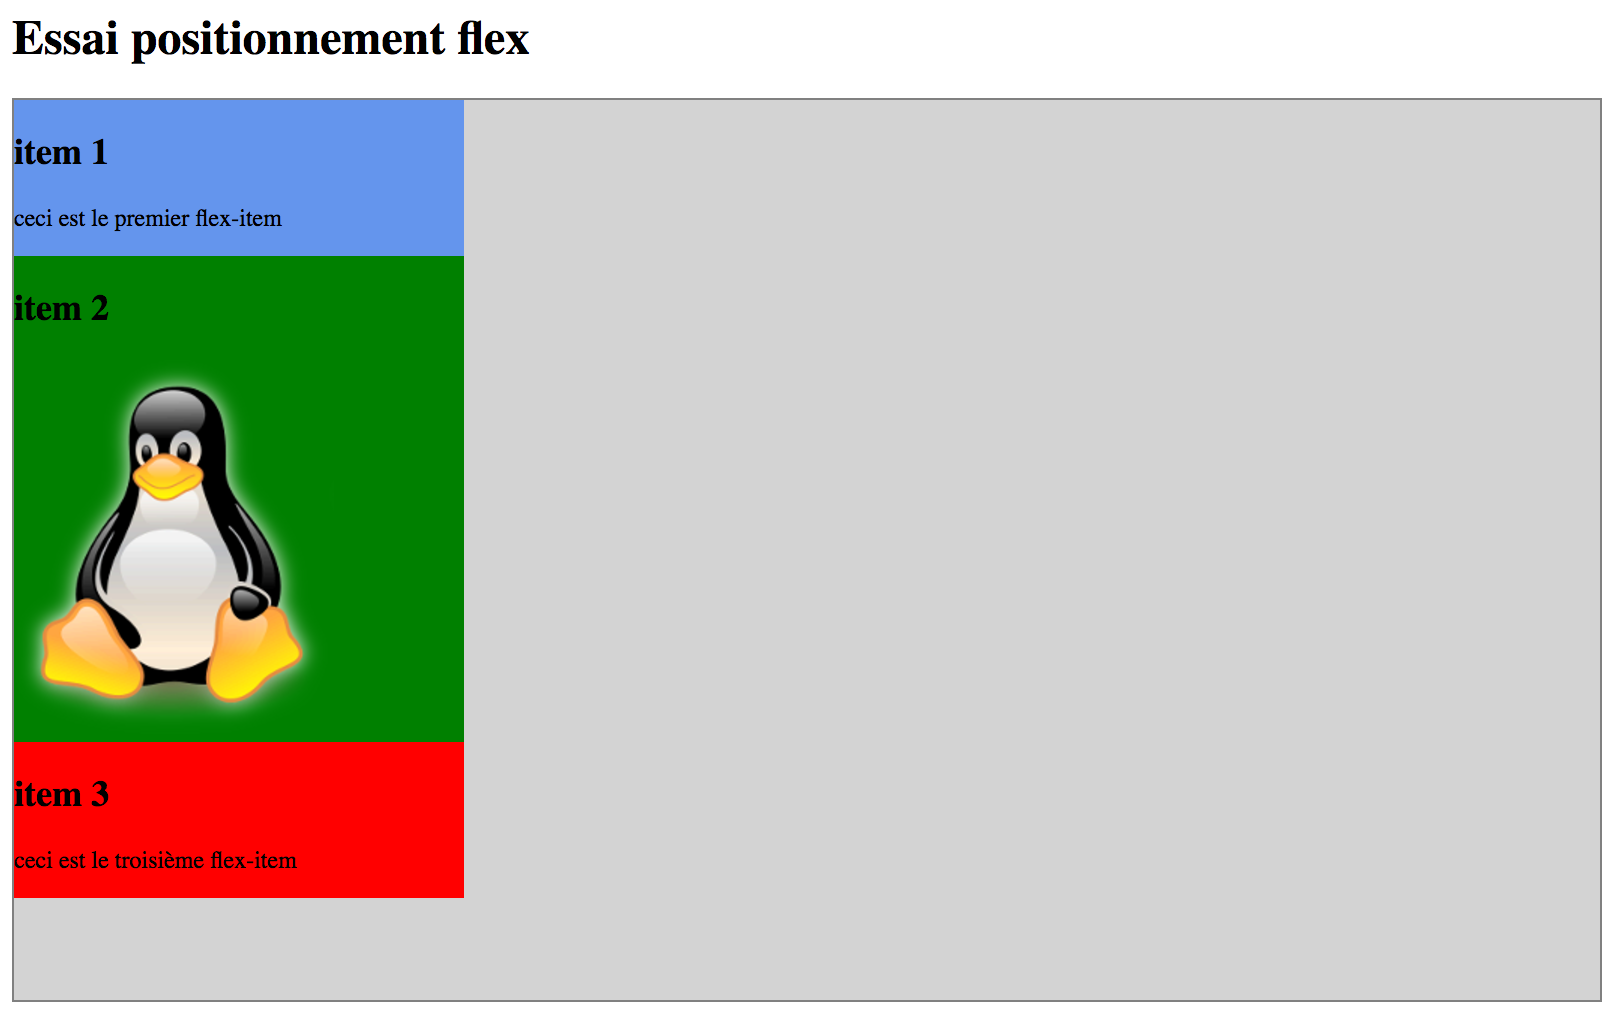 Essai positionnement flex
item 1
ceci est le premier flex-item
item 2
item 3
ceci est le troisième flex-item